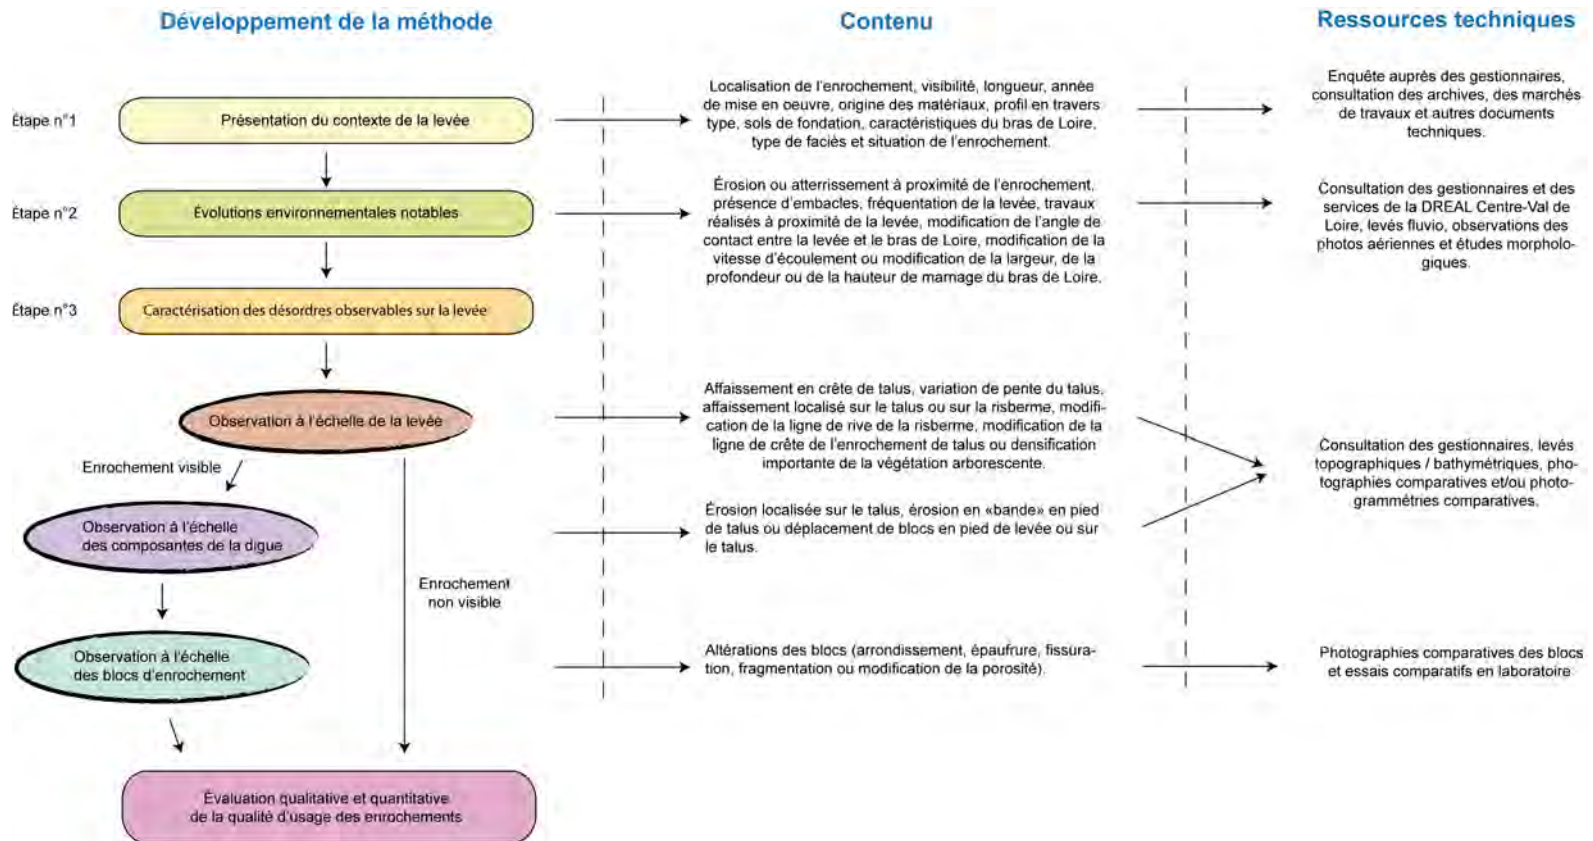 Développement de la méthode
Contenu
Ressources techniques
Étape n°1
Présentation du contexte de la levée
Localisation de l'enrochement, visibilité, longueur, année
de mise en oeuvre, origine des matériaux, profil en travers
type, sols de fondation, caractéristiques du bras de Loire,
type de faciès et situation de l'enrochement.
Enquête auprès des gestionnaires,
consultation des archives, des marchés
de travaux et autres documents
techniques.
Étape n°2
Évolutions environnementales notables
Érosion ou atterrissement à proximité de l'enrochement,
présence d'embacles, fréquentation de la levée, travaux
réalisés à proximité de la levée, modification de l'angle de
contact entre la levée et le bras de Loire, modification de la
vitesse d'écoulement ou modification de la largeur, de la
profondeur ou de la hauteur de marnage du bras de Loire.
Consultation des gestionnaires et des
services de la DREAL Centre-Val de
Loire, levés fluvio, observations des
photos aériennes et études morpholo-
giques.
Étape n°3
Caractérisation des désordres observables sur la levée
Observation à l'échelle de la levée
Affaissement en crête de talus, variation de pente du talus,
affaissement localisé sur le talus ou sur la risberme, modifi-
cation de la ligne de rive de la risberme, modification de la
ligne de crête de l'enrochement de talus ou densification
importante de la végétation arborescente.
Consultation des gestionnaires, levés
topographiques / bathymétriques, pho-
tographies comparatives et/ou photo-
grammétries comparatives.
Enrochement visible
Observation à l'échelle
des composantes de la digue
Érosion localisée sur le talus, érosion en «bande» en pied
de talus ou déplacement de blocs en pied de levée ou sur
le talus.
Enrochement
non visible
Observation à l'échelle
des blocs d'enrochement
Altérations des blocs (arrondissement, épaufrure, fissura-
tion, fragmentation ou modification de la porosité).
Photographies comparatives des blocs
et essais comparatifs en laboratoire
Évaluation qualitative et quantitative
de la qualité d'usage des enrochements